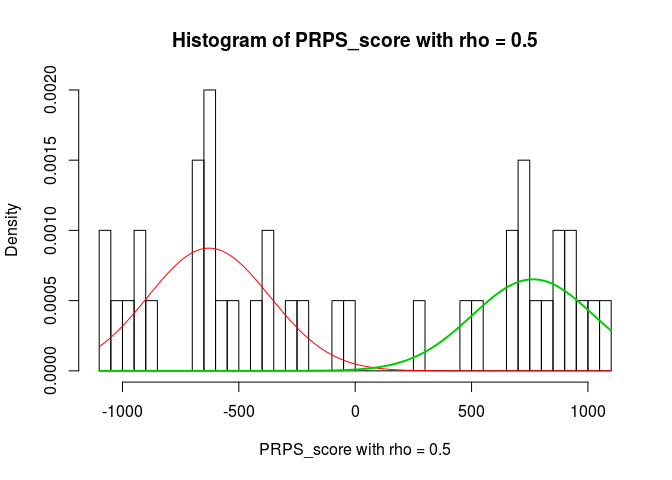 Histogram of PRPS_score with rho = 0.5
Density
0.0020
0.0015
0.0010
0.0005
0.0000
-1000 -500 0 500 1000
PRPS_score with rho = 0.5